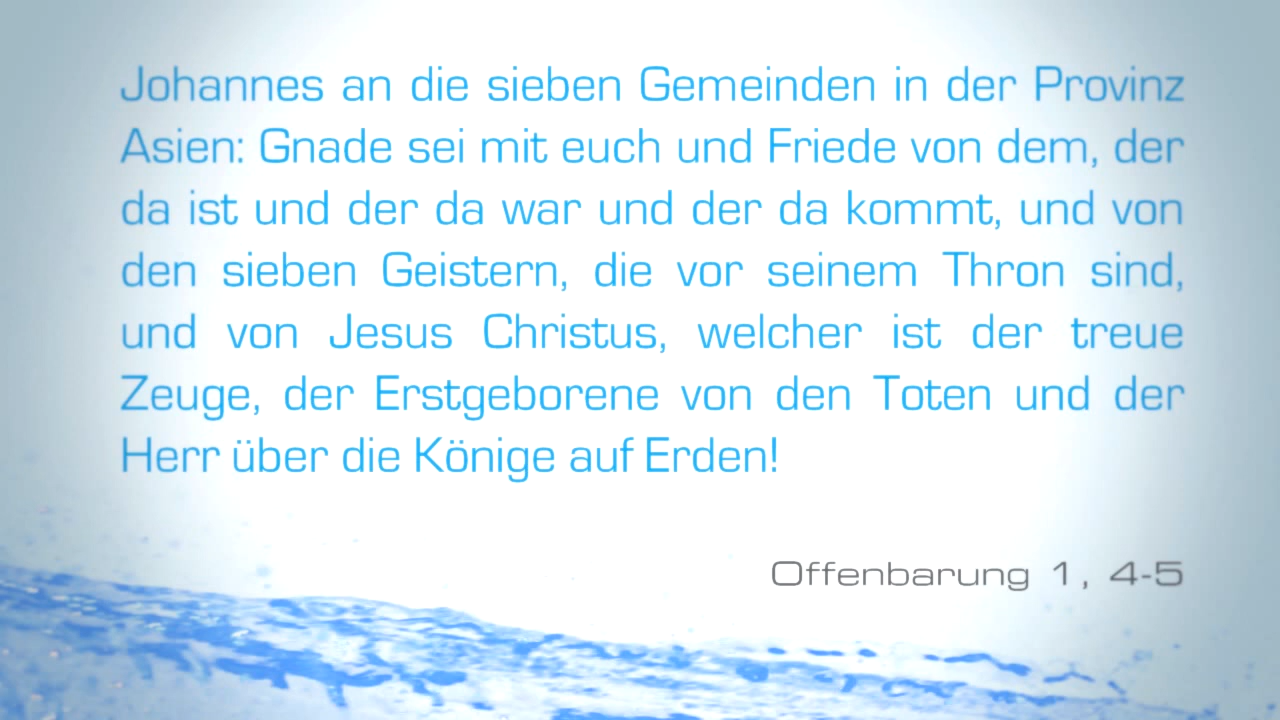 Johannes an die sieben Gemeinden in der Provinz
Asien: Gnade sei mit euch und Friede von dem, der
da ist und der da war und der da kommt, und von
den sieben Geistern, die vor seinem Thron sind,
und von Jesus Christus, welcher ist der treue
Zeuge, der Erstgeborene von den Toten und der
Herr über die Könige auf Erden!
Offenbarung 1, 4-5